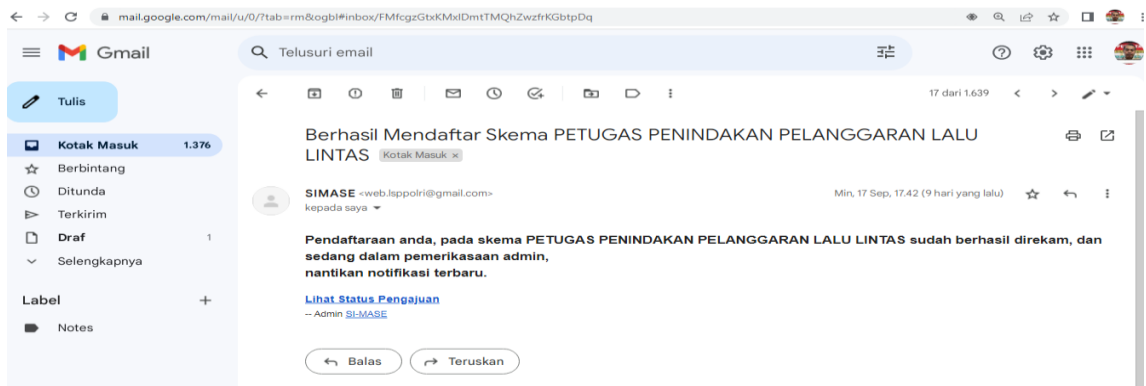 mail.google.com/mail/u/0/?tab=rm&ogbl#inbox/FMfcgzGtxKMxlDmtTMQhZwzfrKGbtpDq
Gmail
Telusuri email
Tulis
17 dari 1.639
Kotak Masuk 1.376
Berbintang
Ditunda
Terkirim
Draf 1
Selengkapnya
Label +
Notes
Berhasil Mendaftar Skema PETUGAS PENINDAKAN PELANGGARAN LALU
LINTAS Kotak Masuk ×
SIMASE <web.lsppolri@gmail.com> Min, 17 Sep, 17.42 (9 hari yang lalu)
kepada saya
Pendaftaraan anda, pada skema PETUGAS PENINDAKAN PELANGGARAN LALU LINTAS sudah berhasil direkam, dan
sedang dalam pemerikasaan admin,
nantikan notifikasi terbaru.
Lihat Status Pengajuan
-- Admin SI-MASE
Balas
Teruskan